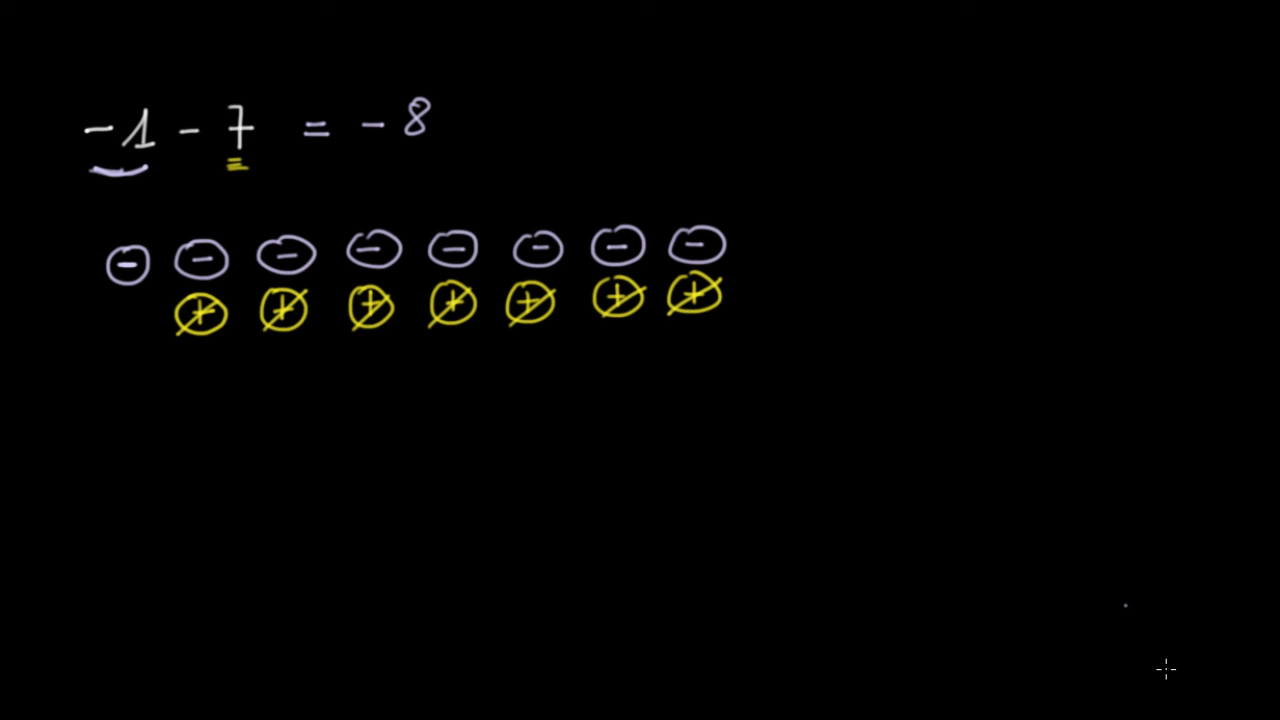 -1 - 7 = - 8
- - - - - - - -
+ + + + + + +